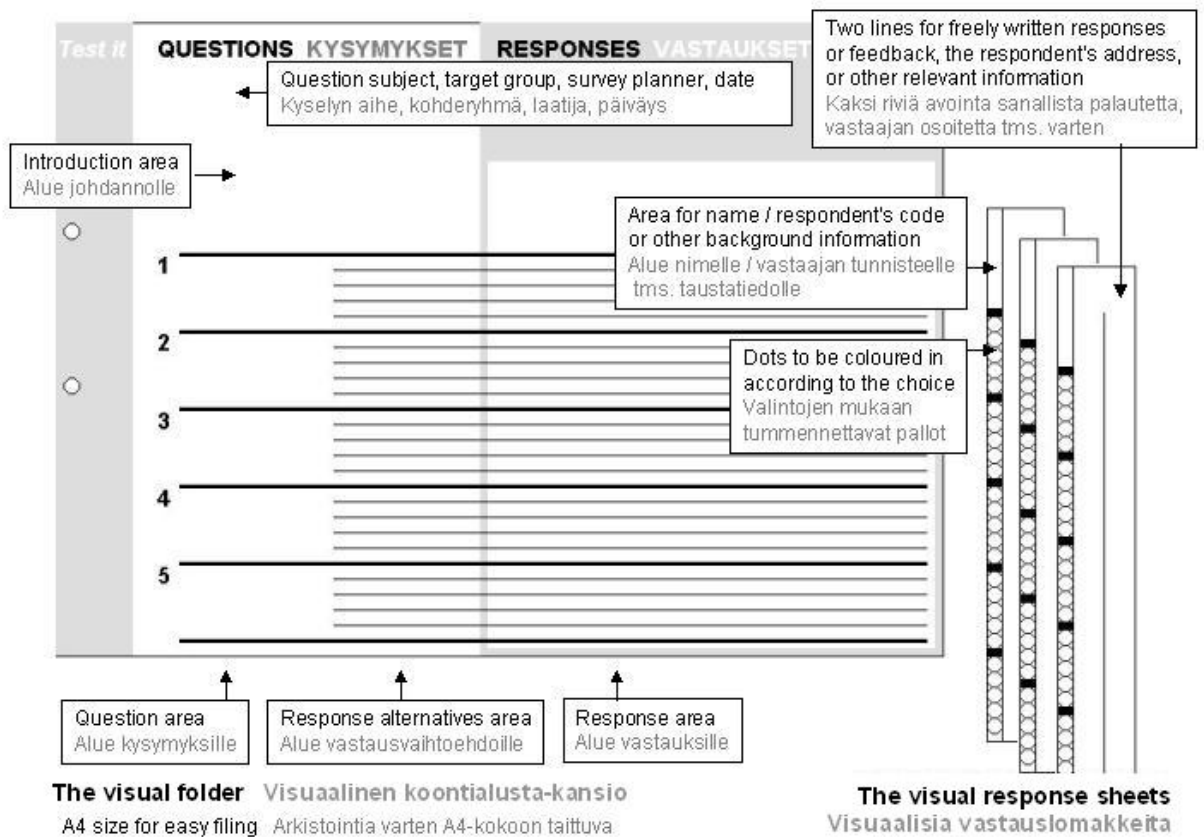 Test it QUESTIONS KYSYMYKSET RESPONSES VASTAUKSET
Two lines for freely written responses
or feedback, the respondent's address,
or other relevant information
Kaksi riviä avointa sanallista palautetta,
vastaajan osoitetta tms. varten
Question subject, target group, survey planner, date
Kyselyn aihe, kohderyhmä, laatija, päiväys
Introduction area
Alue johdannolle
Area for name / respondent's code
or other background information
Alue nimelle / vastaajan tunnisteelle
tms. taustatiedolle
1
2
Dots to be coloured in
according to the choice
Valintojen mukaan
tummennettavat pallot
3
4
5
Question area
Alue kysymyksille
Response alternatives area
Alue vastausvaihtoehdoille
Response area
Alue vastauksille
The visual folder Visuaalinen koontialusta-kansio
A4 size for easy filing Arkistointia varten A4-kokoon taittuva
The visual response sheets
Visuaalisia vastauslomakkeita